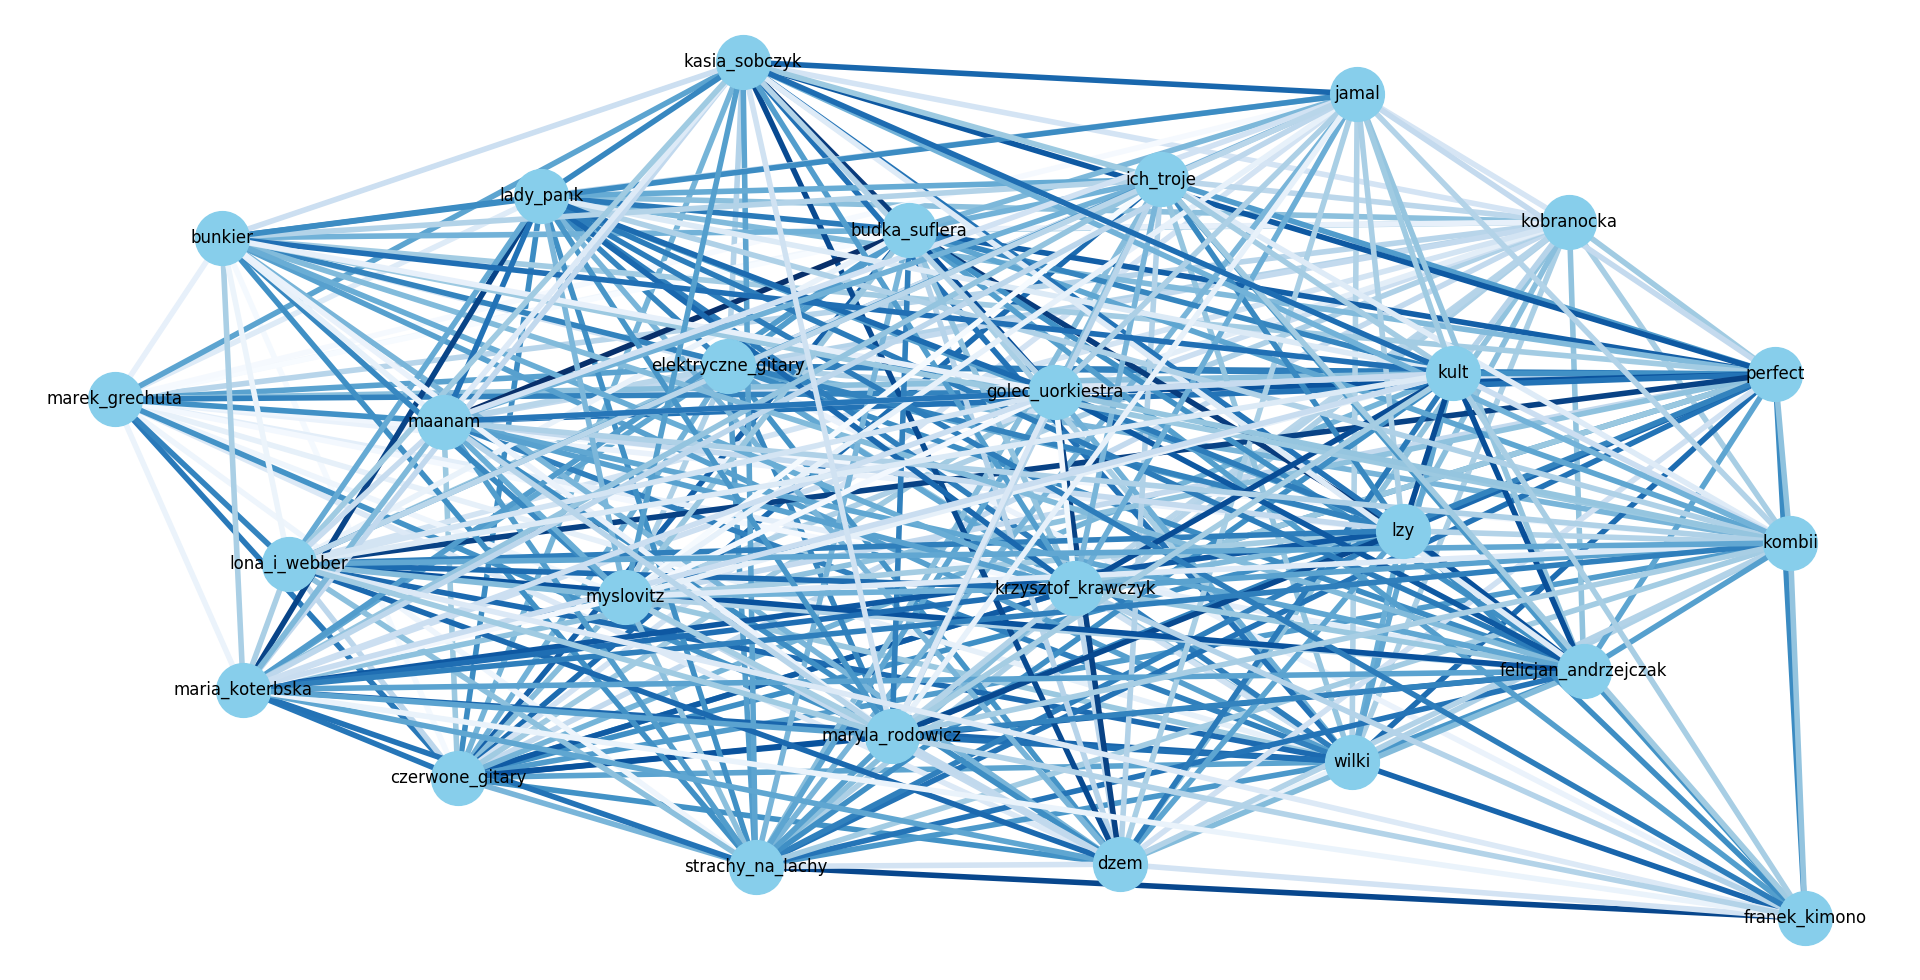 kasia_sobczyk
jamal
ich_troje
lady_pank
kobranocka
budka_suflera
bunkier
elektryczne_gitary
kult
perfect
golec_uorkiestra
marek_grechuta
maanam
lzy
kombii
lona_i_webber
krzysztof_krawczyk
myslovitz
felicjan_andrzejczak
maria_koterbska
maryla_rodowicz
wilki
czerwone_gitary
dzem
strachy_na_lachy
franek_kimono